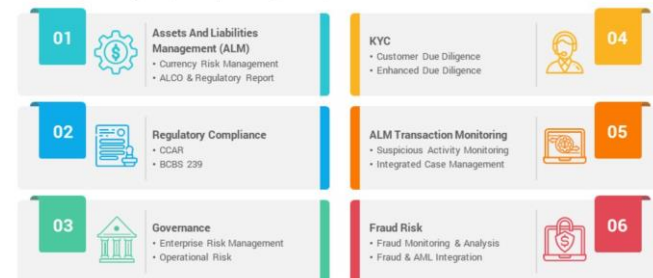 01
Assets And Liabilities
Management (ALM)
• Currency Risk Management
• ALCO & Regulatory Report
02
Regulatory Compliance
• CCAR
• BCBS 239
03
Governance
• Enterprise Risk Management
• Operational Risk
KYC
• Customer Due Diligence
• Enhanced Due Diligence
04
ALM Transaction Monitoring
• Suspicious Activity Monitoring
• Integrated Case Management
05
Fraud Risk
• Fraud Monitoring & Analysis
• Fraud & AML Integration
06